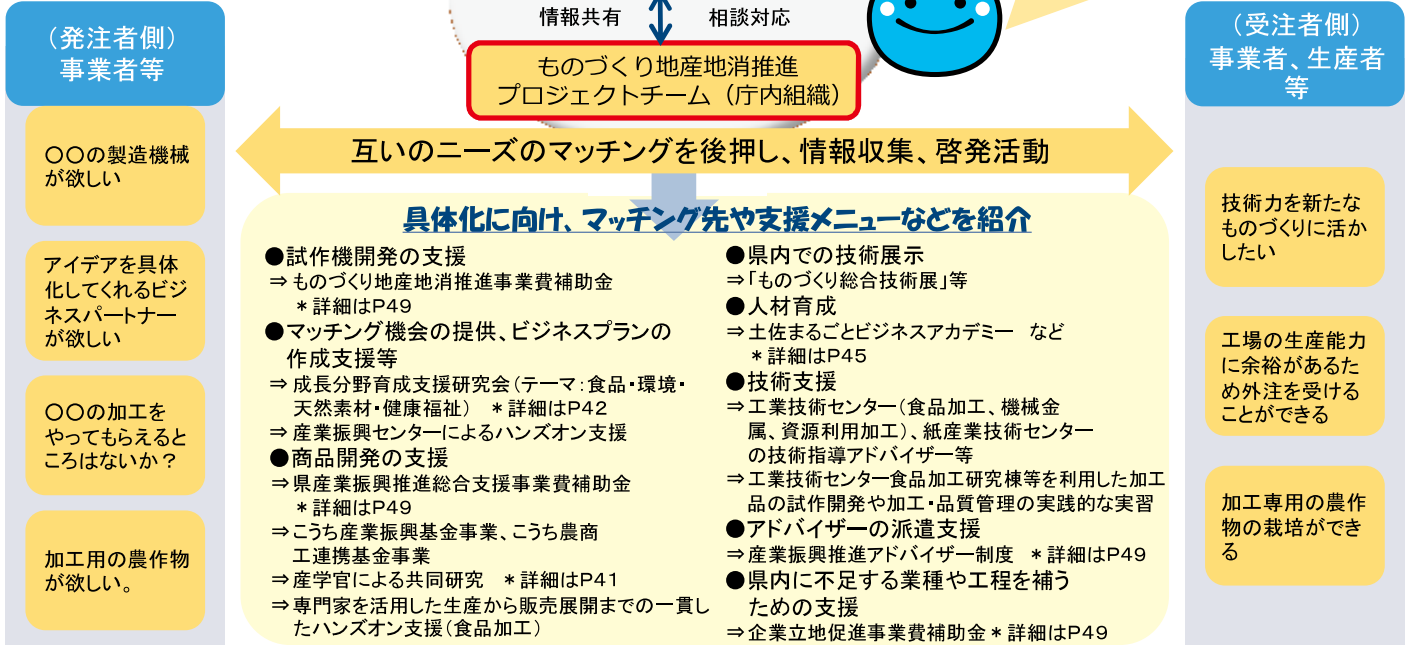 情報共有
相談対応
ものづくり地産地消推進
プロジェクトチーム（庁内組織）
（発注者側）
事業者等
〇〇の製造機械
が欲しい
アイデアを具体
化してくれるビジ
ネスパートナー
が欲しい
〇〇の加工を
やってもらえると
ころはないか？
加工用の農作物
が欲しい。
互いのニーズのマッチングを後押し、情報収集、啓発活動
具体化に向け、マッチング先や支援メニューなどを紹介
●試作機開発の支援
⇒ものづくり地産地消推進事業費補助金
＊詳細はP49
●マッチング機会の提供、ビジネスプランの
作成支援等
⇒成長分野育成支援研究会（テーマ：食品・環境・
天然素材・健康福祉）　＊詳細はP42
⇒産業振興センターによるハンズオン支援
●商品開発の支援
⇒県産業振興推進総合支援事業費補助金
＊詳細はP49
⇒こうち産業振興基金事業、こうち農商
工連携基金事業
⇒産学官による共同研究　＊詳細はP41
⇒専門家を活用した生産から販売展開までの一貫し
たハンズオン支援（食品加工）
●県内での技術展示
⇒「ものづくり総合技術展」等
●人材育成
⇒土佐まるごとビジネスアカデミー　など
＊詳細はP45
●技術支援
⇒工業技術センター（食品加工、機械金
属、資源利用加工）、紙産業技術センター
の技術指導アドバイザー等
⇒工業技術センター食品加工研究棟等を利用した加工
品の試作開発や加工・品質管理の実践的な実習
●アドバイザーの派遣支援
⇒産業振興推進アドバイザー制度　＊詳細はP49
●県内に不足する業種や工程を補う
ための支援
⇒企業立地促進事業費補助金＊詳細はP49
（受注者側）
事業者、生産者
等
技術力を新たな
ものづくりに活か
したい
工場の生産能力
に余裕があるた
め外注を受ける
ことができる
加工専用の農作
物の栽培ができ
る